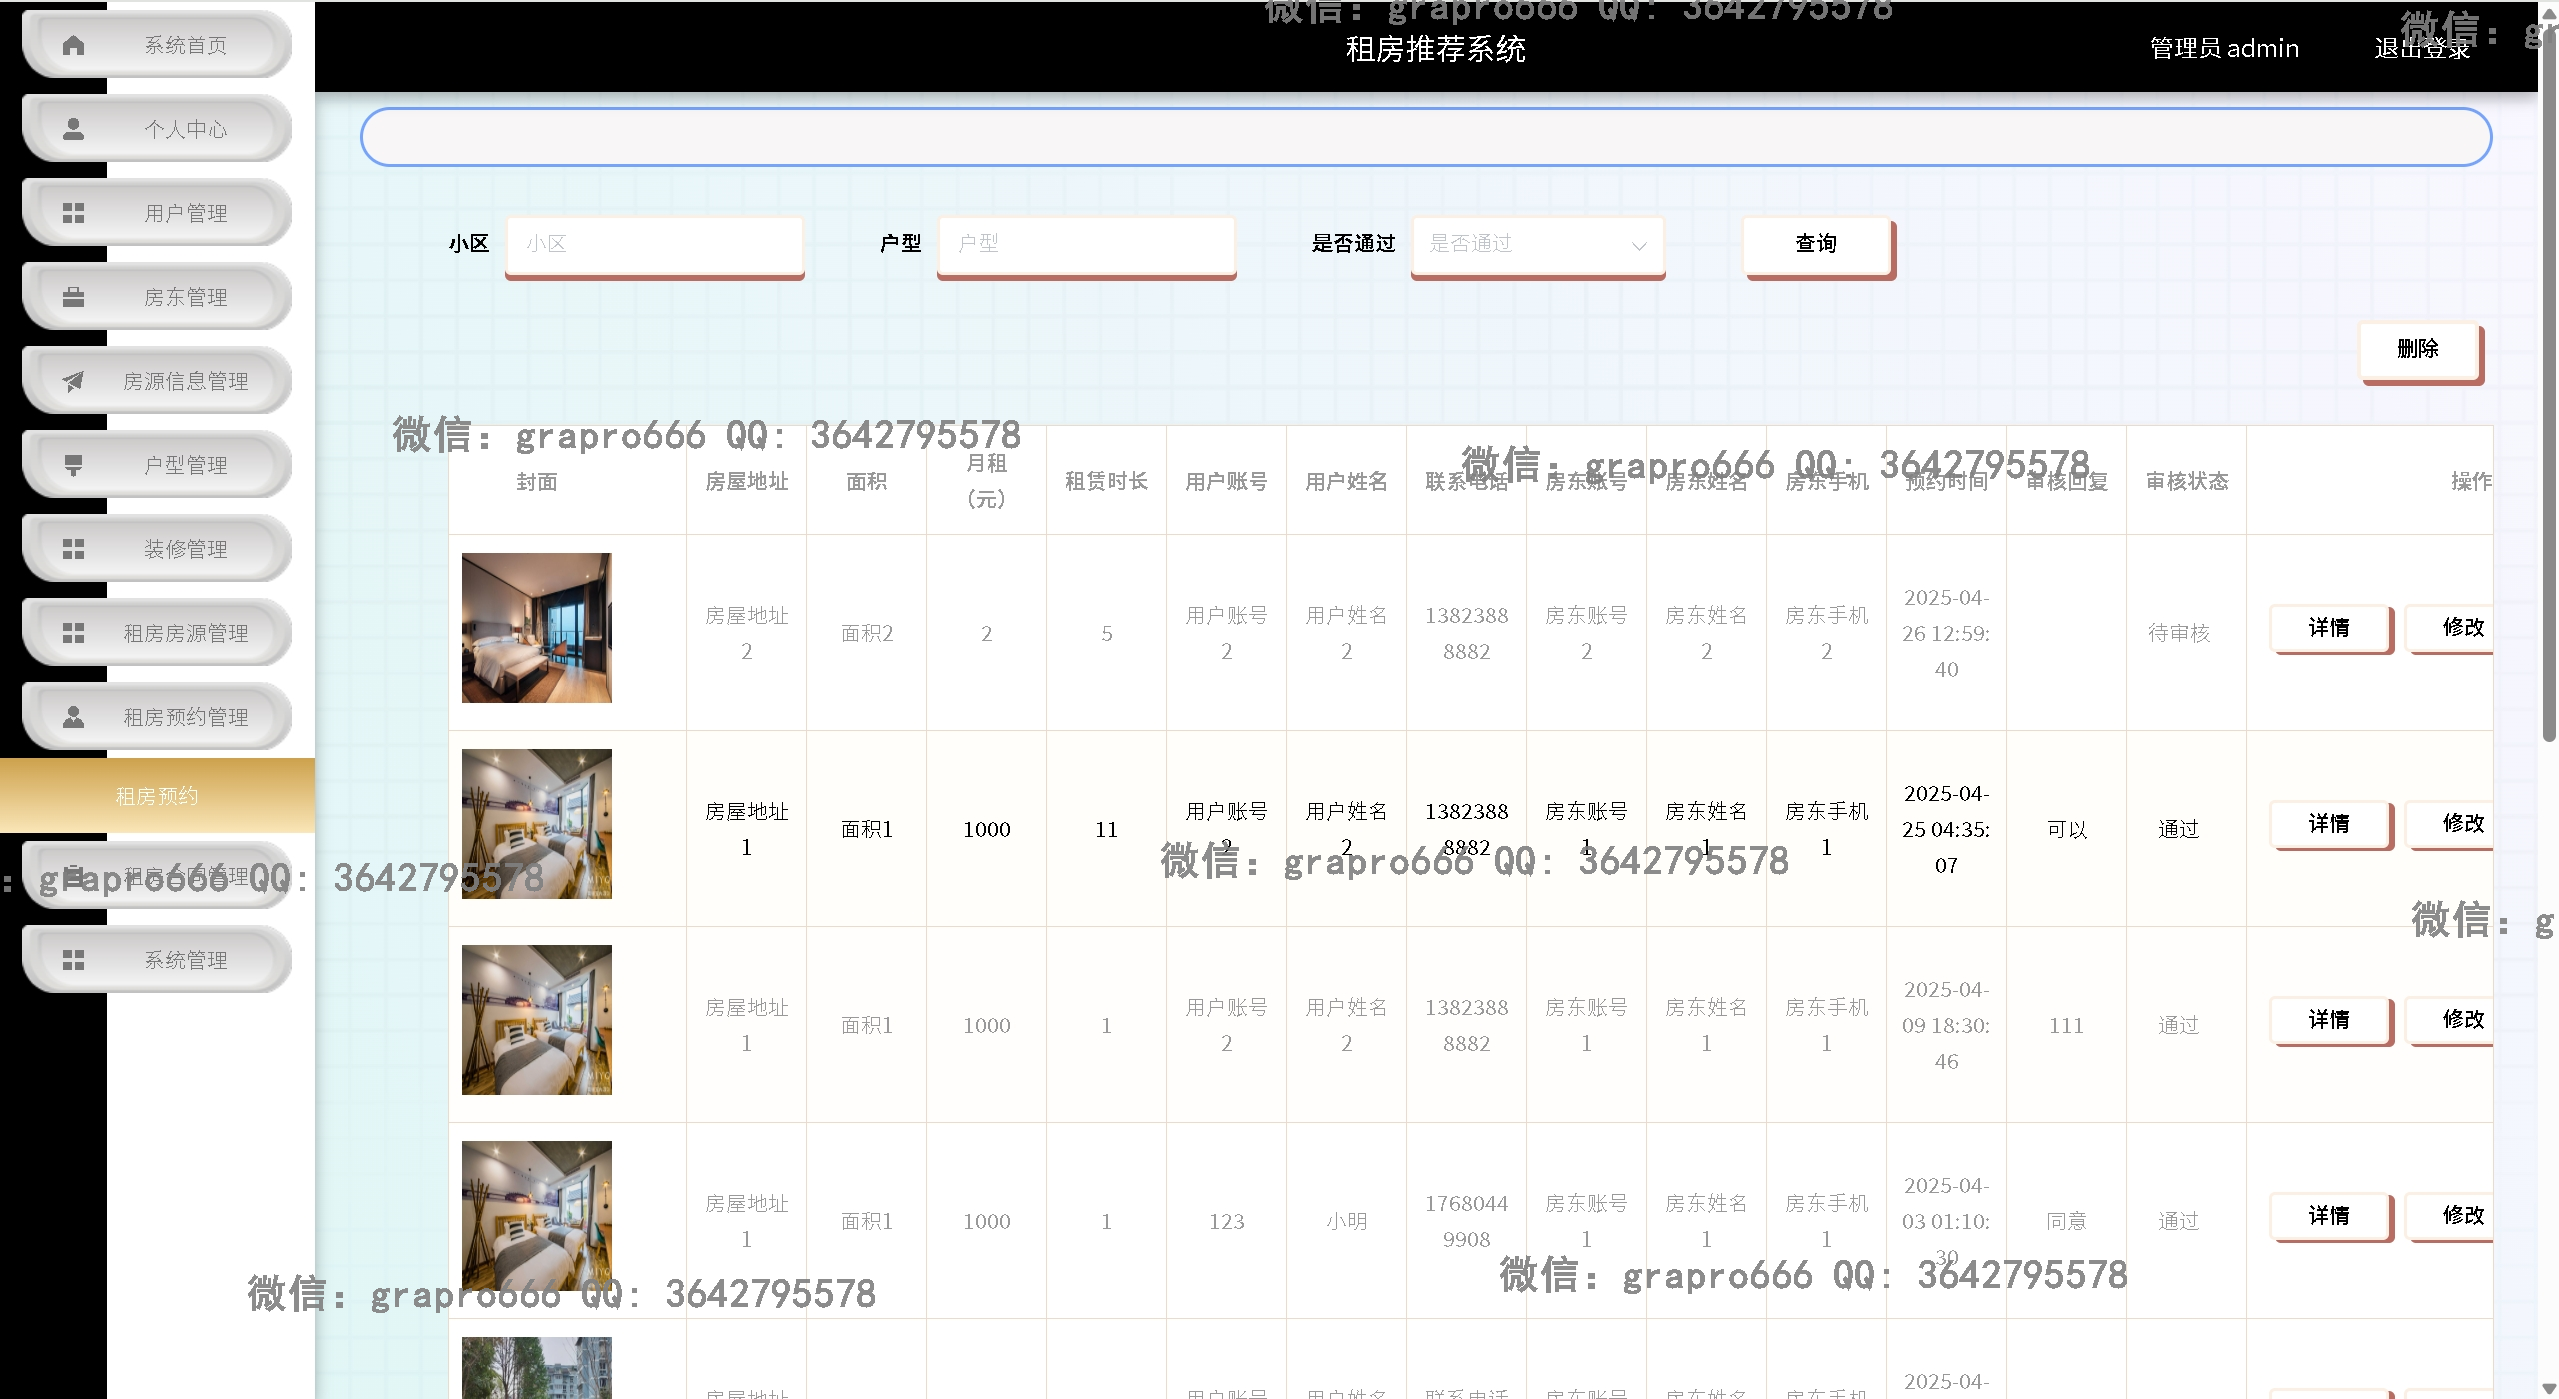 微信: grapro666 QQ: 3642795578
微信: gr
租房推荐系统
管理员 admin
退出登录
系统首页
个人中心
用户管理
房东管理
房源信息管理
户型管理
装修管理
租房房源管理
租房预约管理
租房预约
租房合同管理
系统管理
小区
小区
户型
户型
是否通过
是否通过
查询
删除
微信: grapro666 QQ: 3642795578
微信: grapro666 QQ: 3642795578
封面
房屋地址
面积
月租
（元）
租赁时长
用户账号
用户姓名
联系电话
房东账号
房东姓名
房东手机
预约时间
审核回复
审核状态
操作
房屋地址
2
面积2
2
5
用户账号
2
用户姓名
2
1382388
8882
房东账号
2
房东姓名
2
房东手机
2
2025-04-
26 12:59:
40
待审核
详情
修改
房屋地址
1
面积1
1000
11
用户账号
2
用户姓名
2
1382388
8882
房东账号
1
房东姓名
1
房东手机
1
2025-04-
25 04:35:
07
可以
通过
详情
修改
: grapro666 QQ: 3642795578
微信: grapro666 QQ: 3642795578
微信: g
房屋地址
1
面积1
1000
1
用户账号
2
用户姓名
2
1382388
8882
房东账号
1
房东姓名
1
房东手机
1
2025-04-
09 18:30:
46
111
通过
详情
修改
房屋地址
1
面积1
1000
1
123
小明
1768044
9908
房东账号
1
房东姓名
1
房东手机
1
2025-04-
03 01:10:
30
同意
通过
详情
修改
微信: grapro666 QQ: 3642795578
微信: grapro666 QQ: 3642795578
房屋地址
用户账号
用户姓名
联系电话
房东账号
房东姓名
房东手机
2025-04-